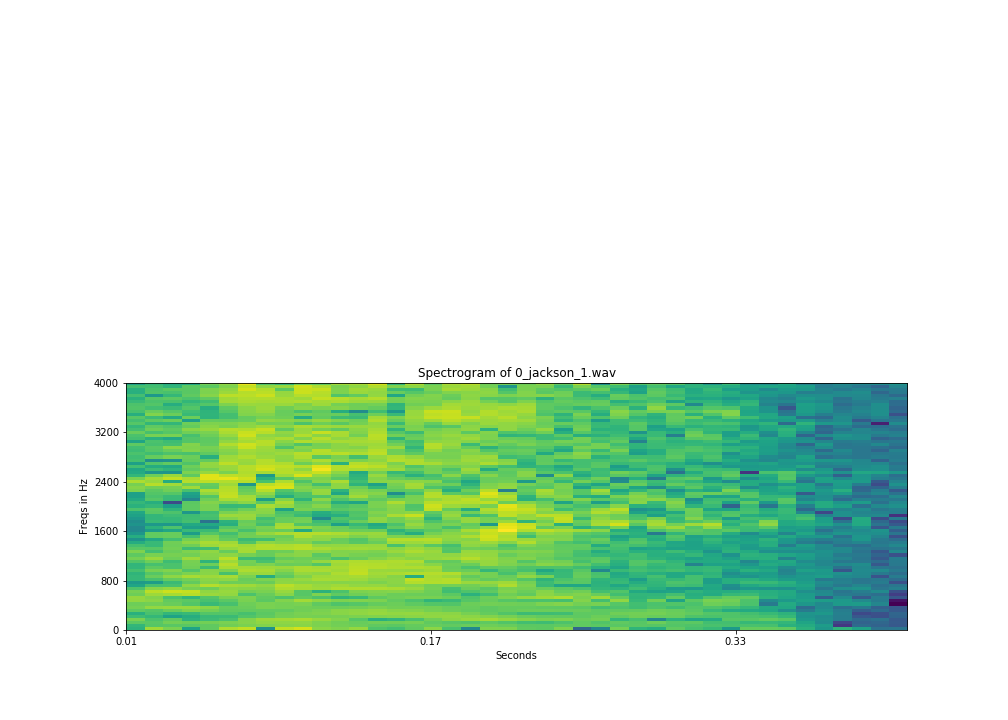 Spectrogram of 0_jackson_1.wav
4000
3200
2400
1600
800
0
Freqs in Hz
0.01 0.17 0.33
Seconds